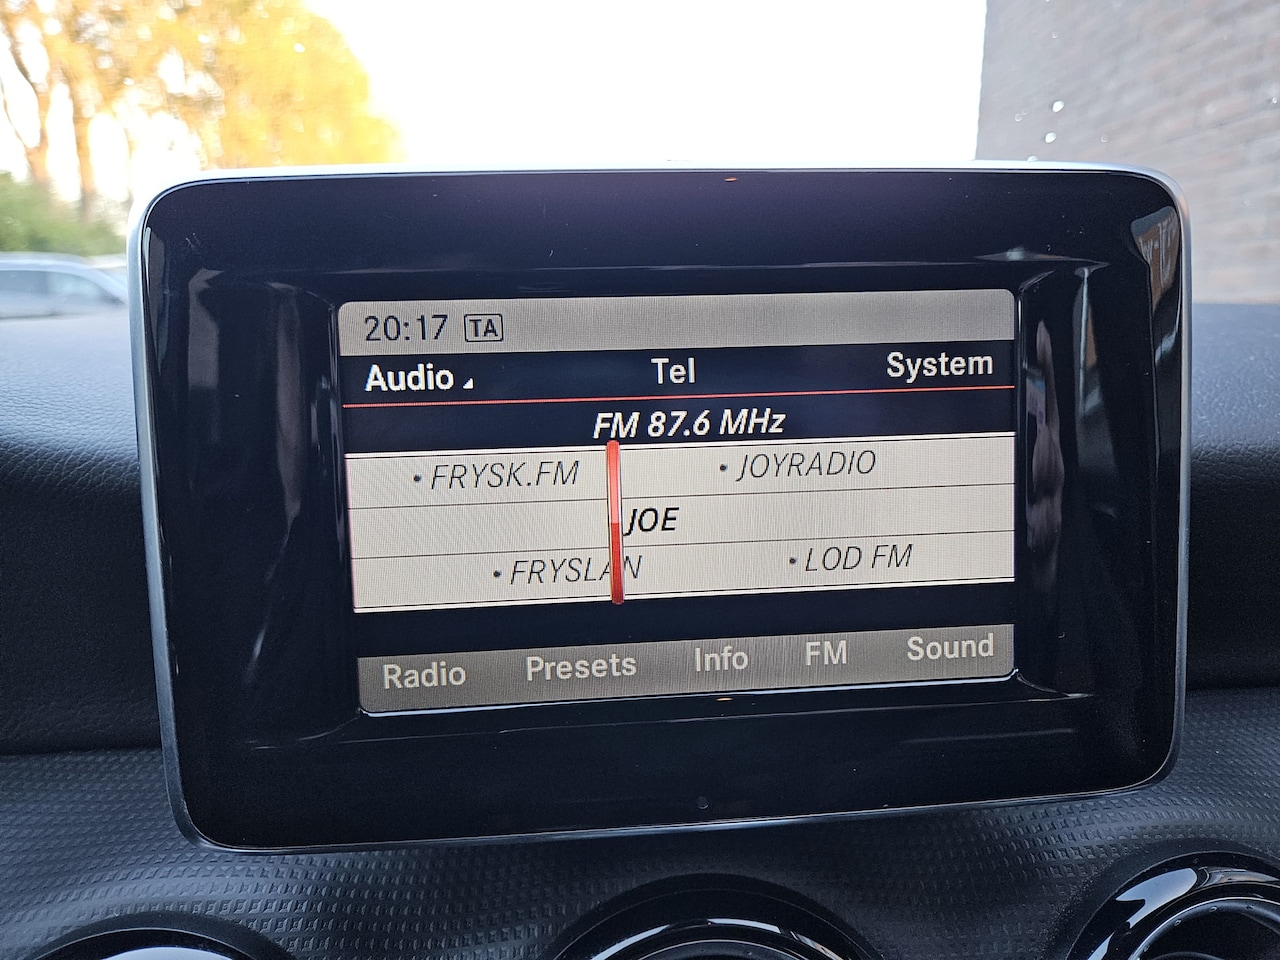 20:17 TA
Audio Tel System
FM 87.6 MHz
• FRYSK.FM • JOYRADIO
JOE
• FRYSLAN • LOD FM
Radio Presets Info FM Sound